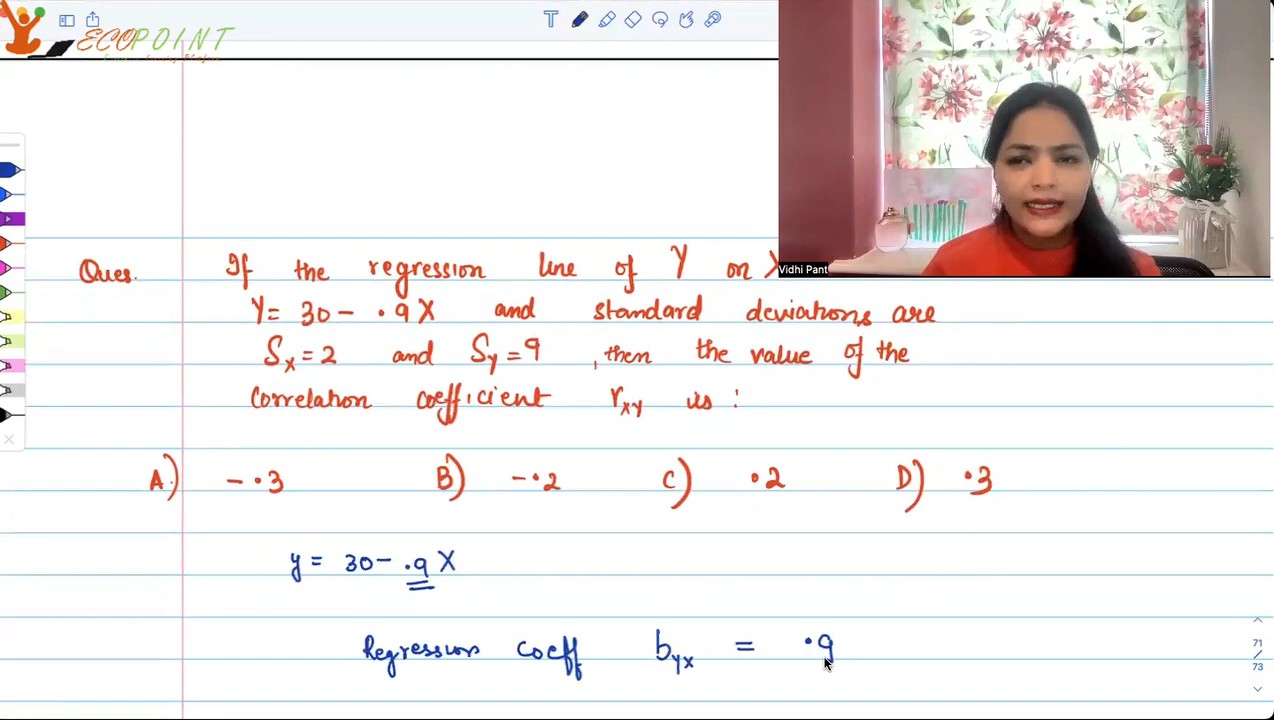 ECOPOINT
Vidhi Pant
Ques. If the regression line of Y on X
Y = 30 - .9X and standard deviations are
Sx = 2 and Sy = 9 , then the value of the
Correlation coefficient rxy is :
A.) -.3 B) -.2 C) .2 D) .3
y = 30 - .9X
Regression coeff byx = .9
71
/
73